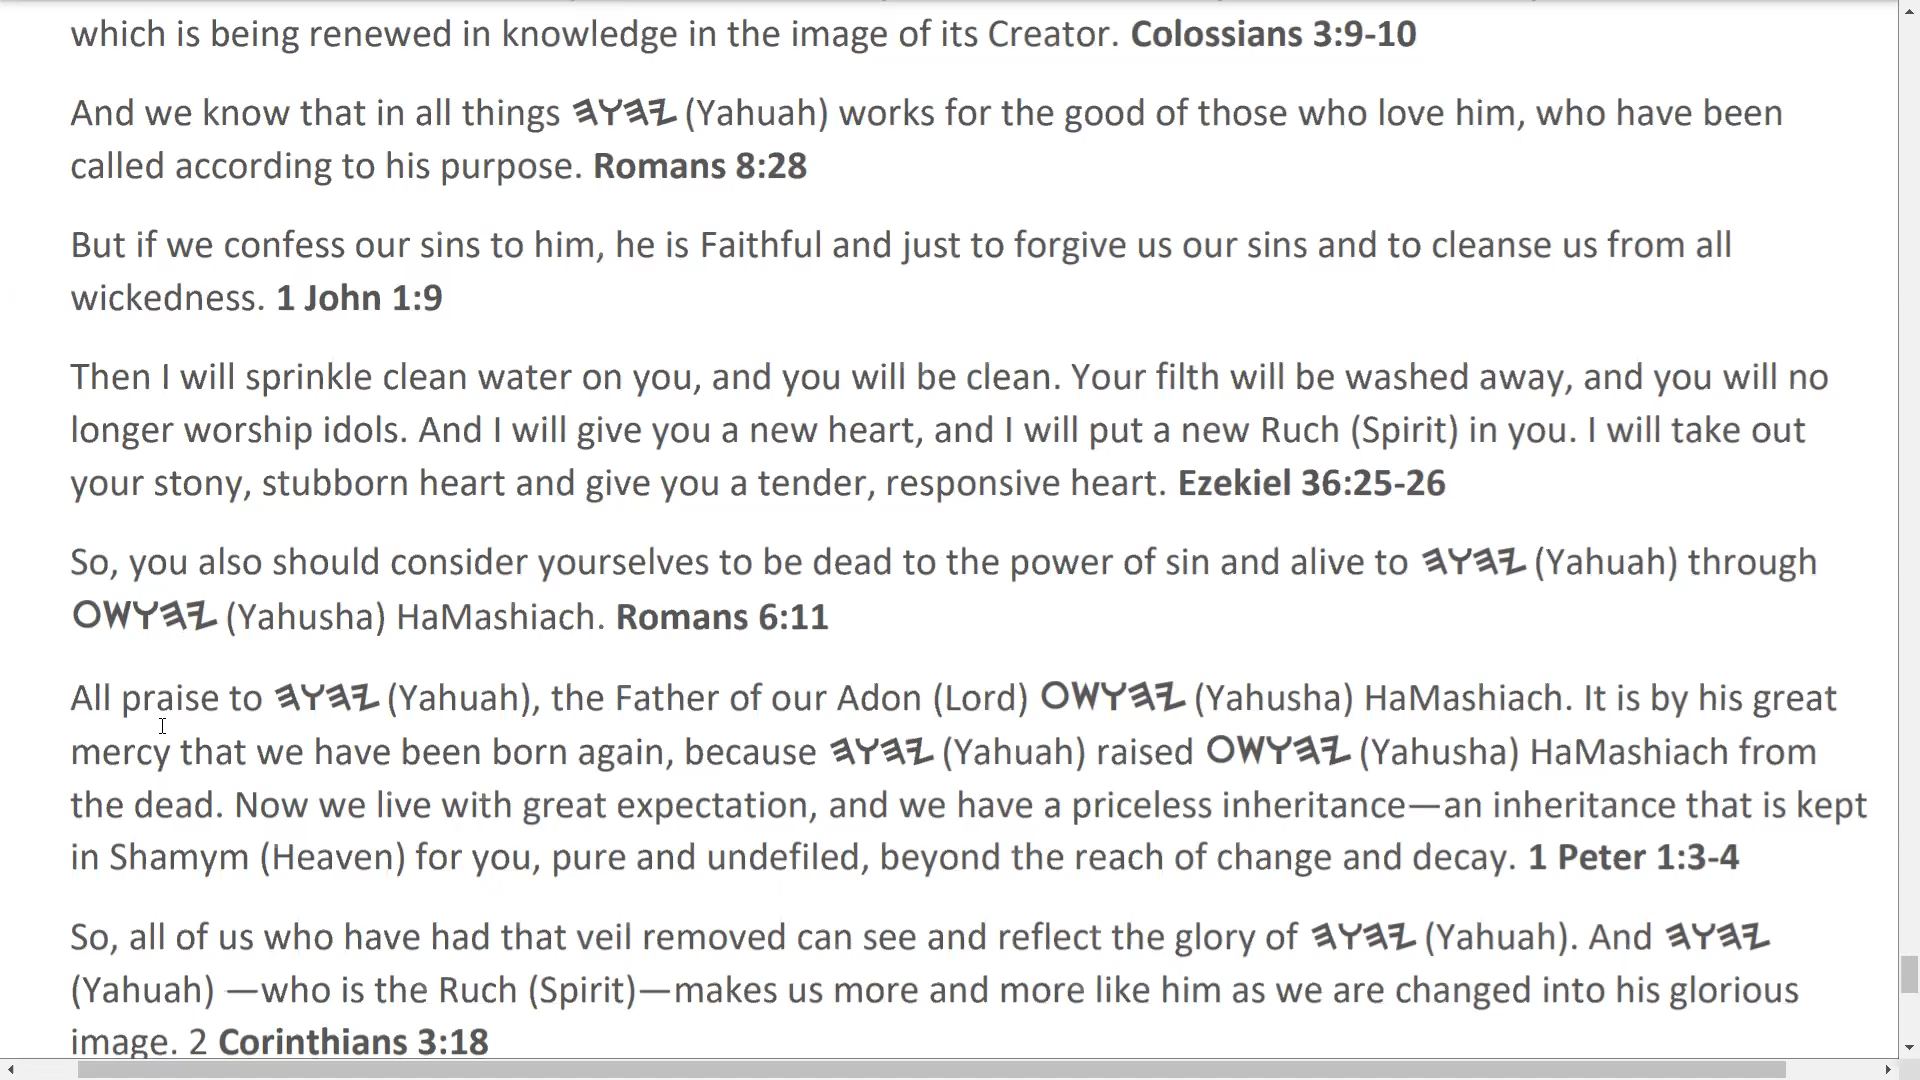 which is being renewed in knowledge in the image of its Creator. Colossians 3:9-10
And we know that in all things 𐤄𐤅𐤄𐤉 (Yahuah) works for the good of those who love him, who have been
called according to his purpose. Romans 8:28
But if we confess our sins to him, he is Faithful and just to forgive us our sins and to cleanse us from all
wickedness. 1 John 1:9
Then I will sprinkle clean water on you, and you will be clean. Your filth will be washed away, and you will no
longer worship idols. And I will give you a new heart, and I will put a new Ruch (Spirit) in you. I will take out
your stony, stubborn heart and give you a tender, responsive heart. Ezekiel 36:25-26
So, you also should consider yourselves to be dead to the power of sin and alive to 𐤄𐤅𐤄𐤉 (Yahuah) through
𐤏𐤔𐤅𐤄𐤉 (Yahusha) HaMashiach. Romans 6:11
All praise to 𐤄𐤅𐤄𐤉 (Yahuah), the Father of our Adon (Lord) 𐤏𐤔𐤅𐤄𐤉 (Yahusha) HaMashiach. It is by his great
mercy that we have been born again, because 𐤄𐤅𐤄𐤉 (Yahuah) raised 𐤏𐤔𐤅𐤄𐤉 (Yahusha) HaMashiach from
the dead. Now we live with great expectation, and we have a priceless inheritance—an inheritance that is kept
in Shamym (Heaven) for you, pure and undefiled, beyond the reach of change and decay. 1 Peter 1:3-4
So, all of us who have had that veil removed can see and reflect the glory of 𐤄𐤅𐤄𐤉 (Yahuah). And 𐤄𐤅𐤄𐤉
(Yahuah) —who is the Ruch (Spirit)—makes us more and more like him as we are changed into his glorious
image. 2 Corinthians 3:18